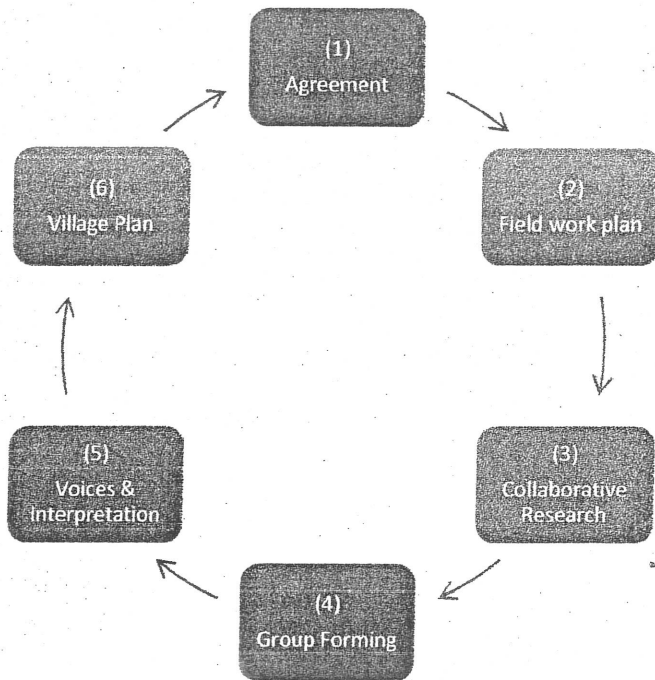 (1)
Agreement
(2)
Field work plan
(3)
Collaborative
Research
(4)
Group Forming
(5)
Voices &
Interpretation
(6)
Village Plan